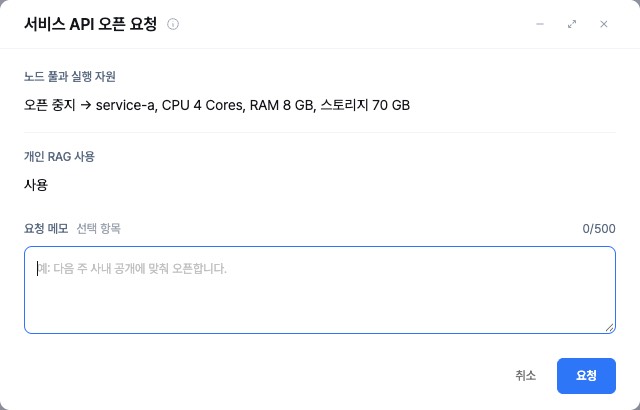 서비스 API 오픈 요청
노드 풀과 실행 자원
오픈 중지 → service-a, CPU 4 Cores, RAM 8 GB, 스토리지 70 GB
개인 RAG 사용
사용
요청 메모 선택 항목 0/500
예: 다음 주 사내 공개에 맞춰 오픈합니다.
취소 요청